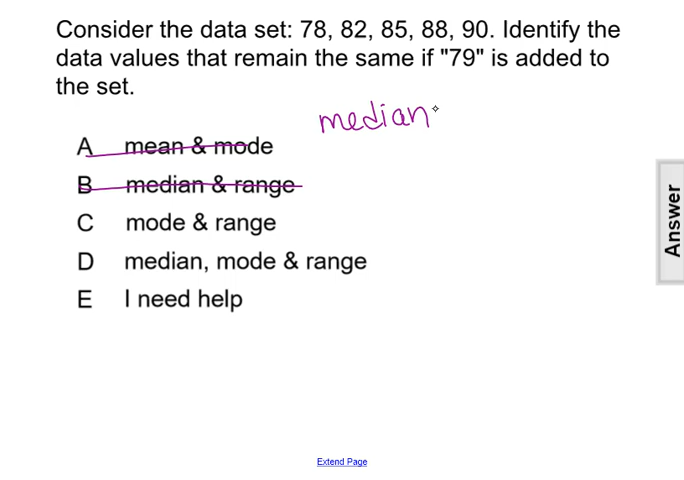 Consider the data set: 78, 82, 85, 88, 90. Identify the
data values that remain the same if "79" is added to
the set.
median
A mean & mode
B median & range
C mode & range
D median, mode & range
E I need help
Answer
Extend Page